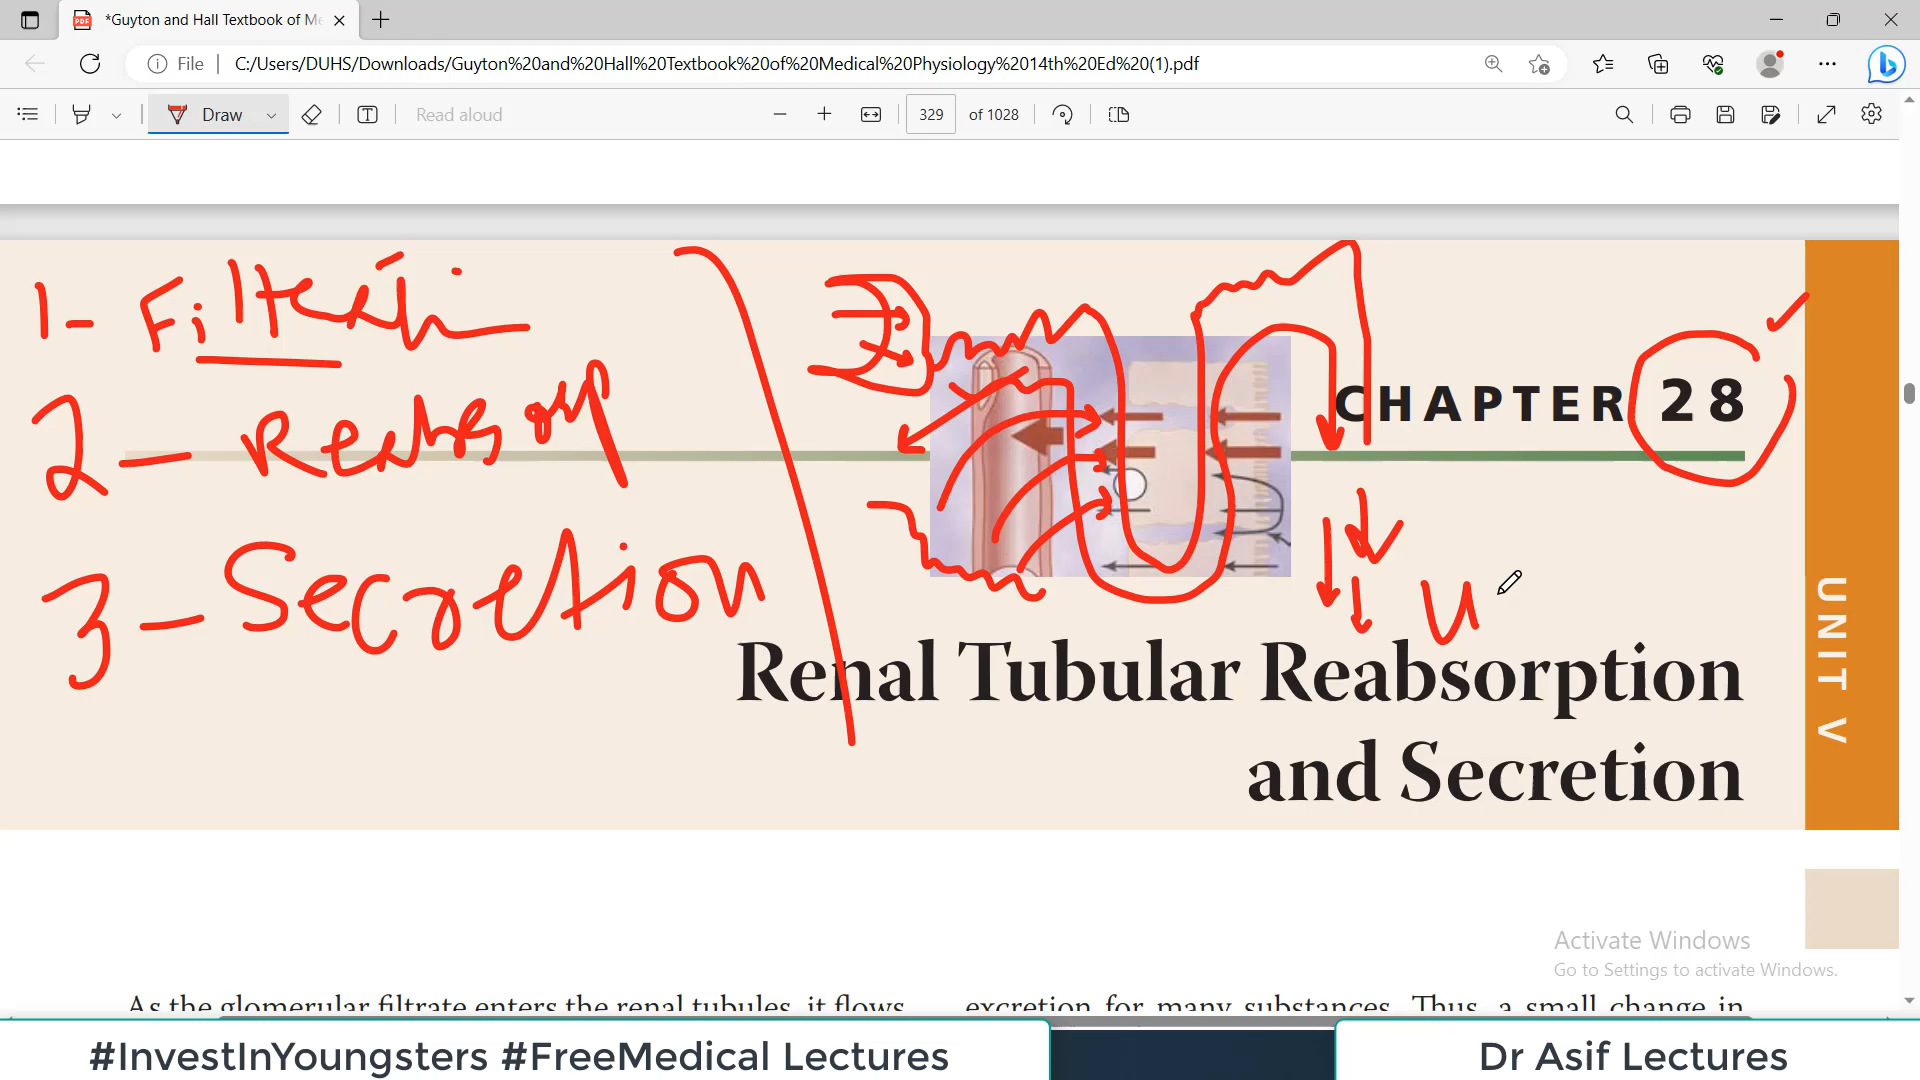 *Guyton and Hall Textbook of Me
File
C:/Users/DUHS/Downloads/Guyton%20and%20Hall%20Textbook%20of%20Medical%20Physiology%2014th%20Ed%20(1).pdf
Draw
Read aloud
329
of 1028
1-
2- Reabsorp
3- Secretion
CHAPTER 28
U
Renal Tubular Reabsorption
and Secretion
UNIT V
Activate Windows
Go to Settings to activate Windows.
As the glomerular filtrate enters the renal tubules, it flows
excretion for many substances. Thus, a small change in
#InvestInYoungsters #FreeMedical Lectures
Dr Asif Lectures